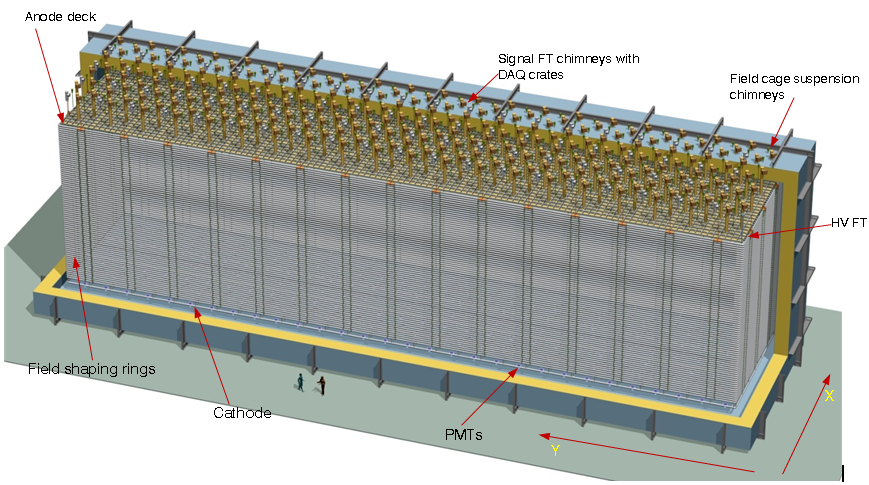 Anode deck
Signal FT chimneys with
DAQ crates
Field cage suspension
chimneys
HV FT
Field shaping rings
Cathode
PMTs
X
Y